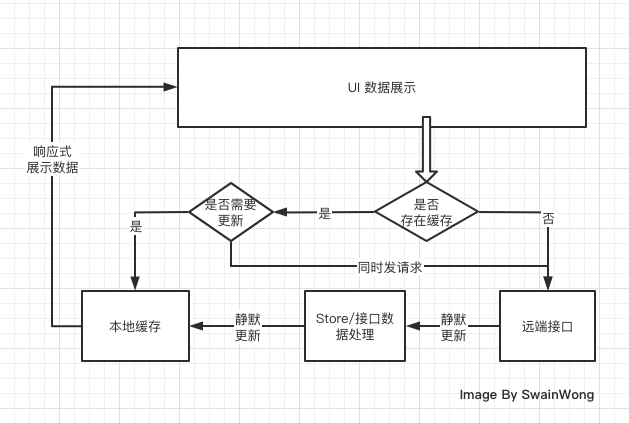 UI 数据展示
响应式
展示数据
是否需要
更新
是
是否
存在缓存
否
是
同时发请求
本地缓存
静默
更新
Store/接口数
据处理
静默
更新
远端接口
Image By SwainWong